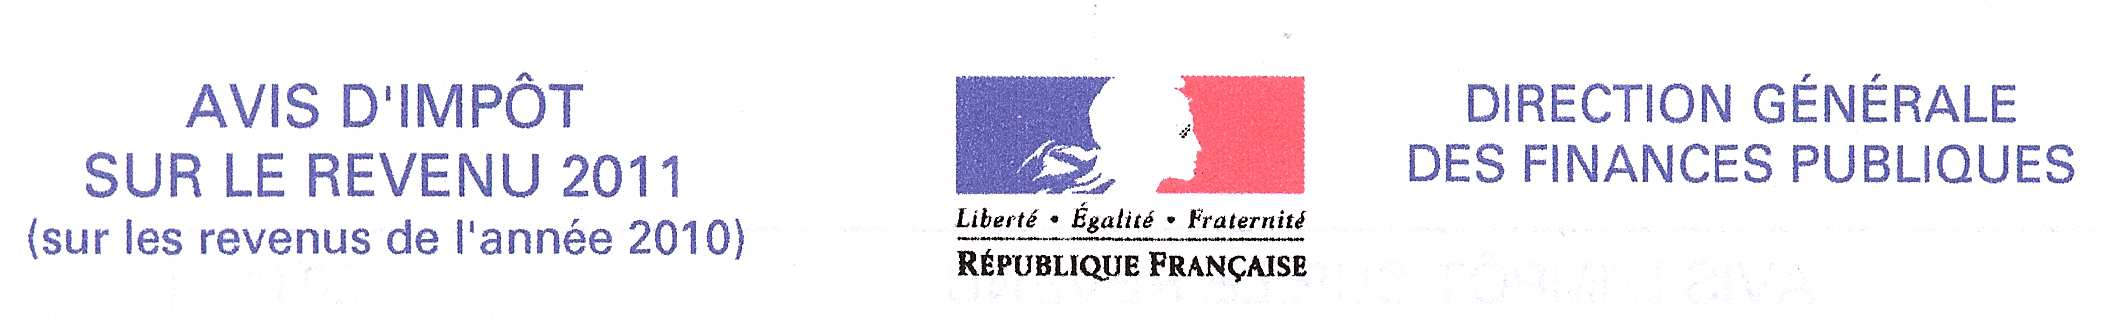 AVIS D'IMPÔT
SUR LE REVENU 2011
(sur les revenus de l'année 2010)
Liberté • Égalité • Fraternité
RÉPUBLIQUE FRANÇAISE
DIRECTION GÉNÉRALE
DES FINANCES PUBLIQUES